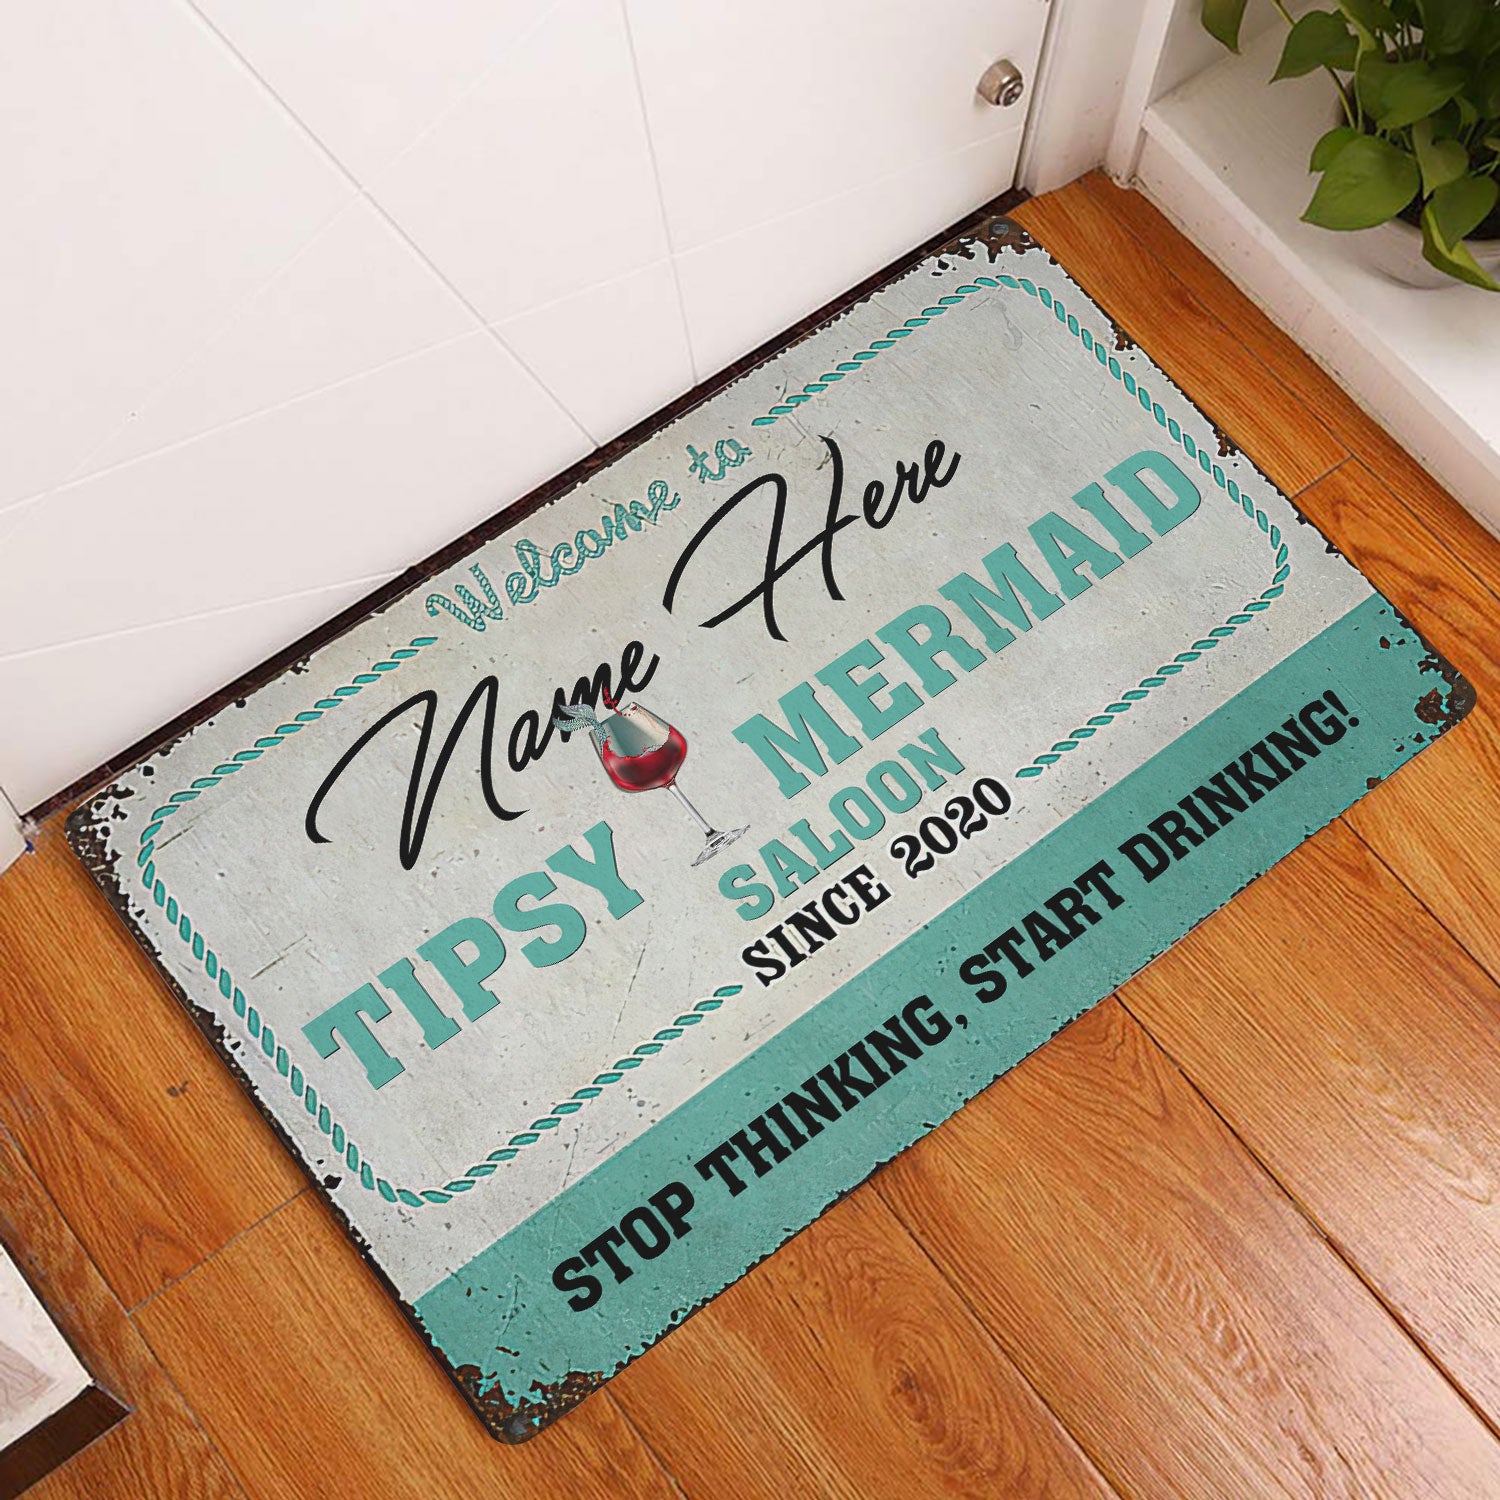 Welcome to
Name Here
TIPSY MERMAID
SALOON
SINCE 2020
STOP THINKING, START DRINKING!